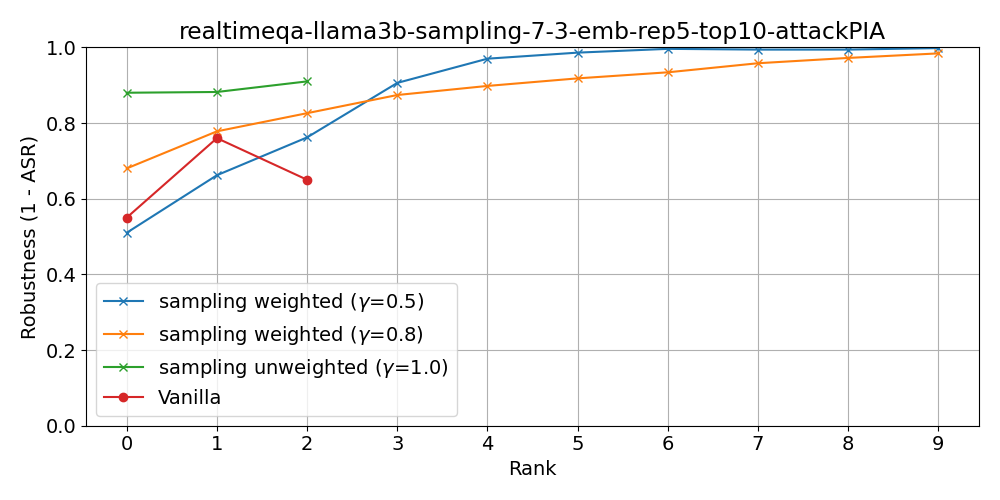 realtimeqa-llama3b-sampling-7-3-emb-rep5-top10-attackPIA
Robustness (1 - ASR)
1.0
0.8
0.6
0.4
0.2
0.0
sampling weighted (γ=0.5)
sampling weighted (γ=0.8)
sampling unweighted (γ=1.0)
Vanilla
0 1 2 3 4 5 6 7 8 9
Rank